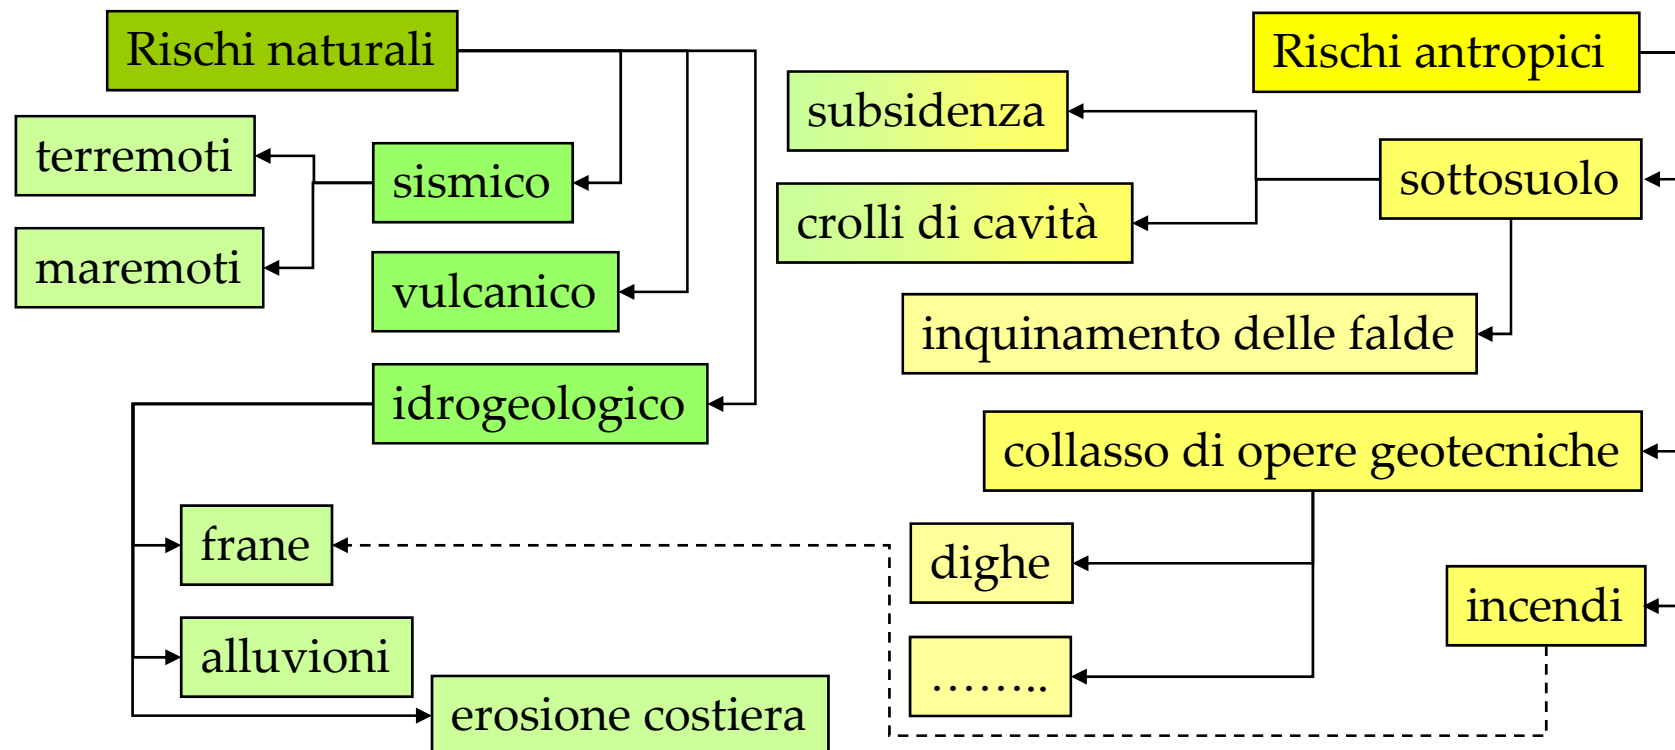 Rischi naturali
terremoti
sismico
maremoti
vulcanico
idrogeologico
frane
alluvioni
erosione costiera
Rischi antropici
subsidenza
sottosuolo
crolli di cavità
inquinamento delle falde
collasso di opere geotecniche
dighe
……..
incendi